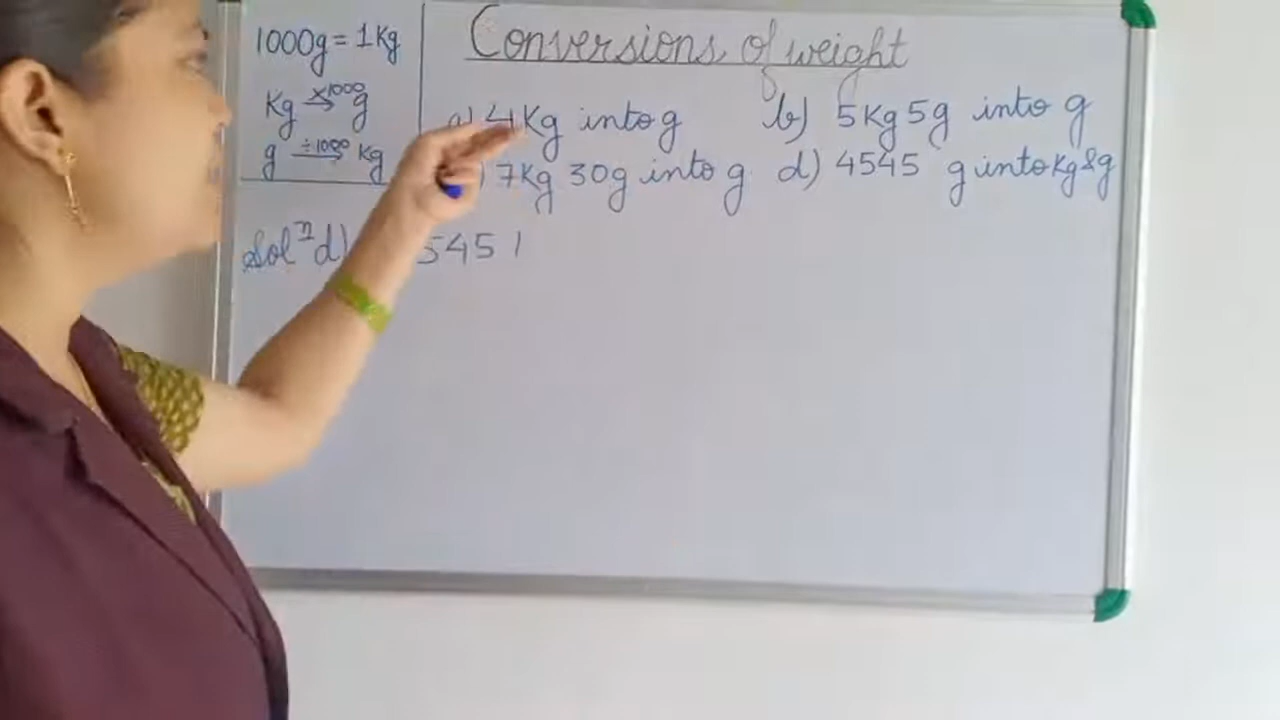 1000g = 1Kg
Kg ×1000 → g
g ÷1000 → Kg
Conversions of weight
4Kg into g
b) 5Kg 5g into g
7Kg 30g into g
d) 4545 g into Kg & g
Solⁿ d) 545